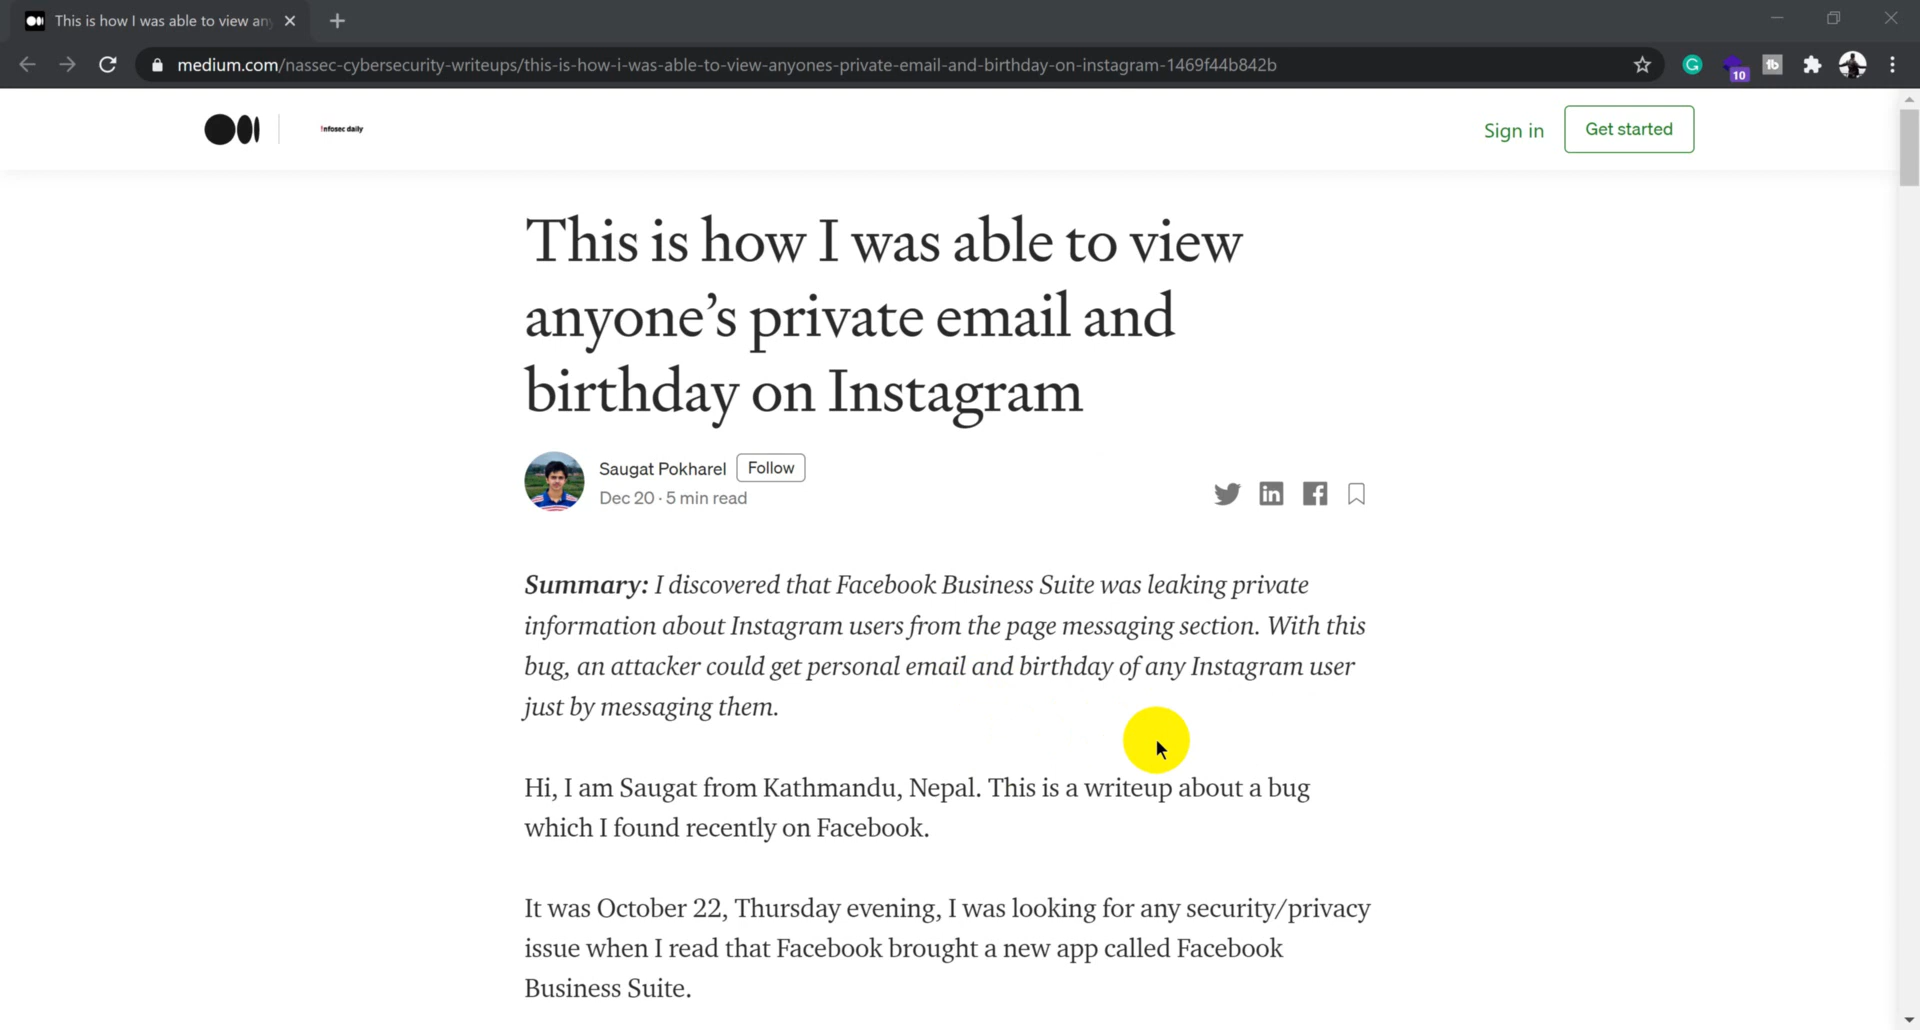 This is how I was able to view an
medium.com/nassec-cybersecurity-writeups/this-is-how-i-was-able-to-view-anyones-private-email-and-birthday-on-instagram-1469f44b842b
G
10
tb
Infosec daily
Sign in
Get started
This is how I was able to view
anyone’s private email and
birthday on Instagram
Saugat Pokharel
Follow
Dec 20 · 5 min read
in
Summary: I discovered that Facebook Business Suite was leaking private
information about Instagram users from the page messaging section. With this
bug, an attacker could get personal email and birthday of any Instagram user
just by messaging them.
Hi, I am Saugat from Kathmandu, Nepal. This is a writeup about a bug
which I found recently on Facebook.
It was October 22, Thursday evening, I was looking for any security/privacy
issue when I read that Facebook brought a new app called Facebook
Business Suite.